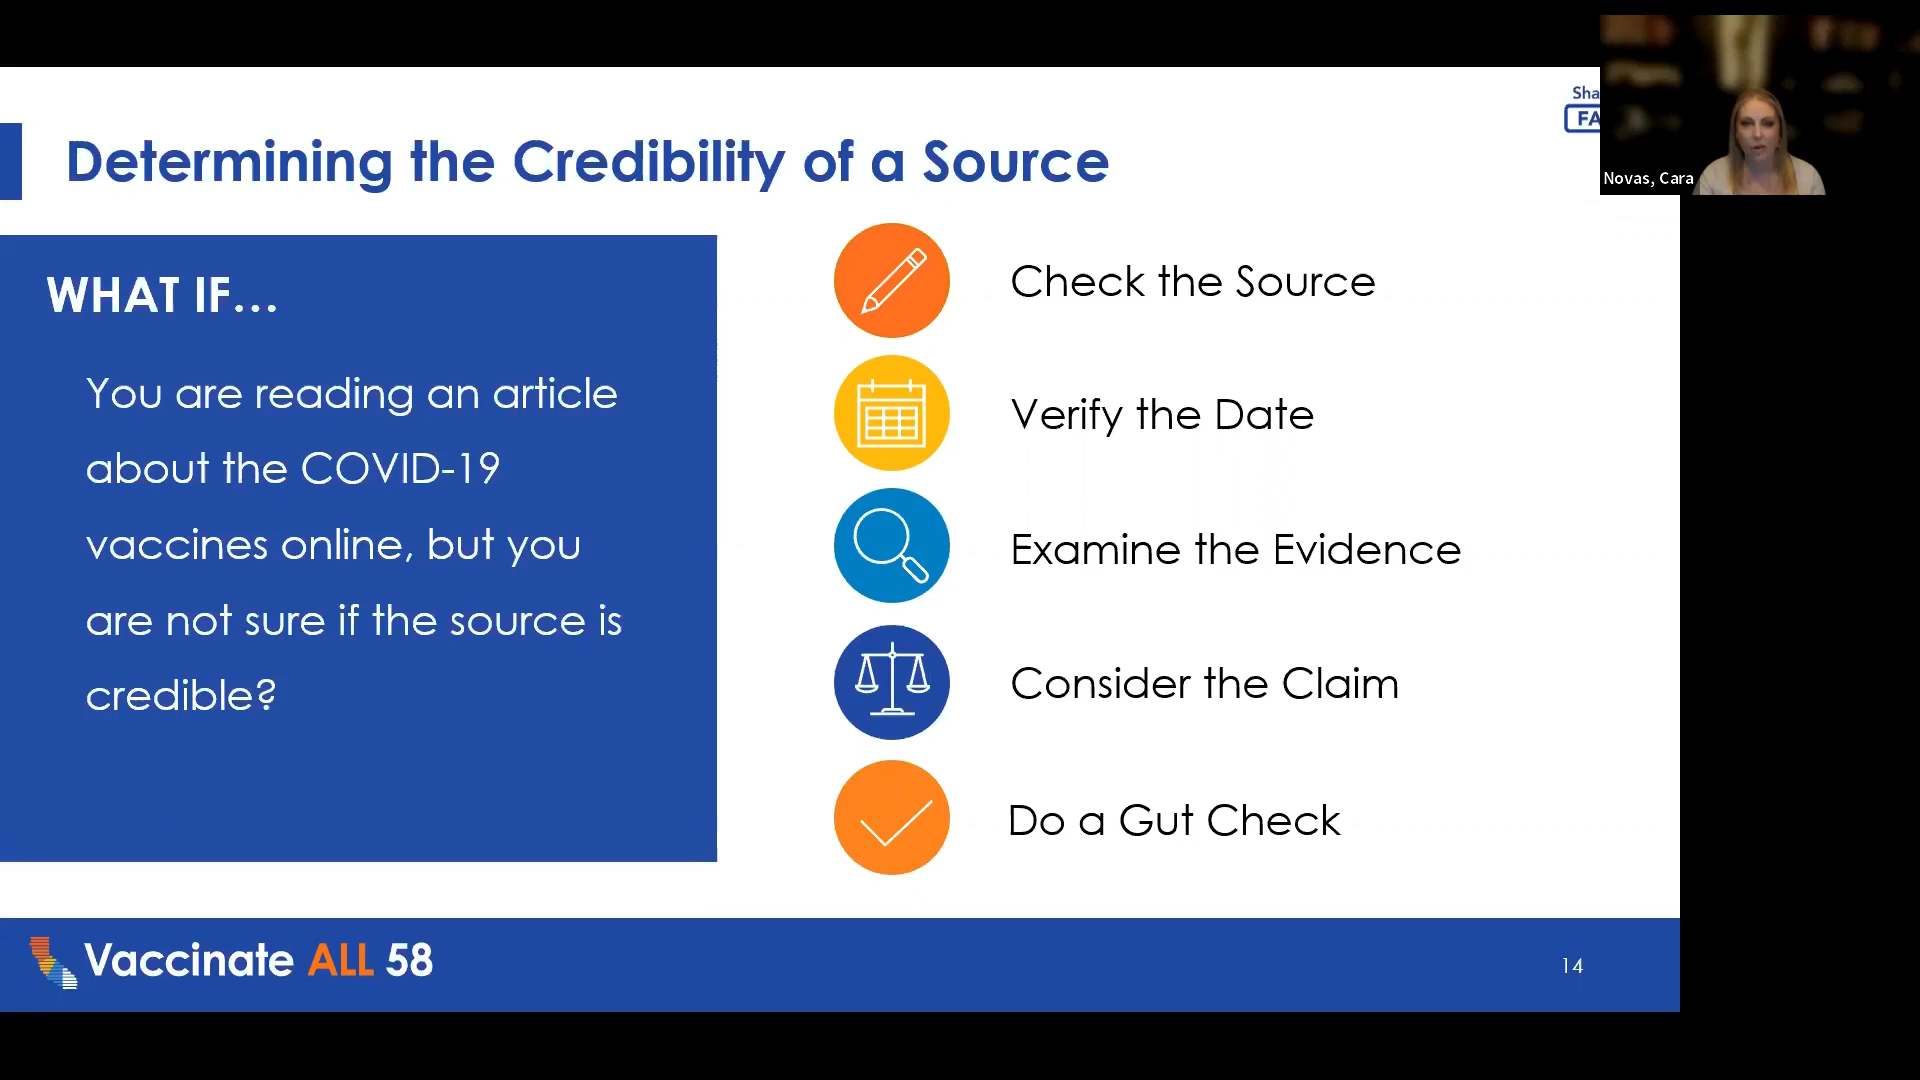 Determining the Credibility of a Source
Sha
FA
Novas, Cara
WHAT IF...
You are reading an article
about the COVID-19
vaccines online, but you
are not sure if the source is
credible?
Check the Source
Verify the Date
Examine the Evidence
Consider the Claim
Do a Gut Check
Vaccinate ALL 58
14